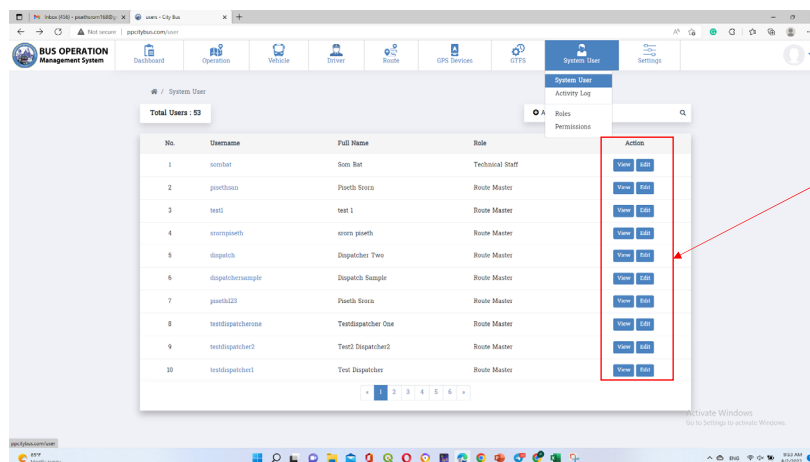 Inbox (456) - pisethsrorn168@g
users - City Bus
Not secure | ppcitybus.com/user
BUS OPERATION
Management System
Dashboard
Operation
Vehicle
Driver
Route
GPS Devices
GTFS
System User
Settings
System User
Activity Log
Roles
Permissions
/ System User
Total Users : 53
A
No. Username Full Name Role Action
1 sombat Som Bat Technical Staff View Edit
2 pisethsan Piseth Srorn Route Master View Edit
3 test1 test 1 Route Master View Edit
4 srornpiseth srorn piseth Route Master View Edit
5 dispatch Dispatcher Two Route Master View Edit
6 dispatchersample Dispatch Sample Route Master View Edit
7 piseth123 Piseth Srorn Route Master View Edit
8 testdispatcherone Testdispatcher One Route Master View Edit
9 testdispatcher2 Test2 Dispatcher2 Route Master View Edit
10 testdispatcher1 Test Dispatcher Route Master View Edit
« 1 2 3 4 5 6 »
Activate Windows
Go to Settings to activate Windows.
ppcitybus.com/user
85°F
ENG
9:52 AM